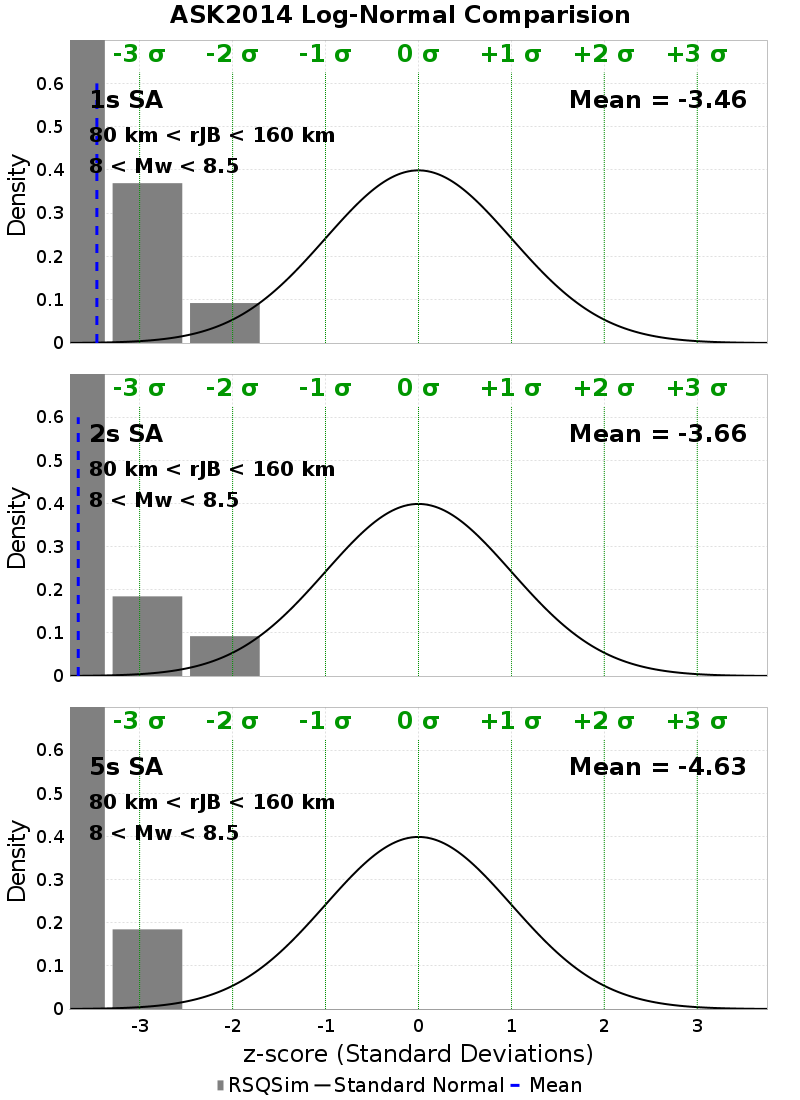 ASK2014 Log-Normal Comparision
-3 σ -2 σ -1 σ 0 σ +1 σ +2 σ +3 σ
1s SA
Mean = -3.46
80 km < rJB < 160 km
8 < Mw < 8.5
0.6
0.5
0.4
0.3
0.2
0.1
0
Density
-3 σ -2 σ -1 σ 0 σ +1 σ +2 σ +3 σ
2s SA
Mean = -3.66
80 km < rJB < 160 km
8 < Mw < 8.5
0.6
0.5
0.4
0.3
0.2
0.1
0
Density
-3 σ -2 σ -1 σ 0 σ +1 σ +2 σ +3 σ
5s SA
Mean = -4.63
80 km < rJB < 160 km
8 < Mw < 8.5
0.6
0.5
0.4
0.3
0.2
0.1
0
Density
-3 -2 -1 0 1 2 3
z-score (Standard Deviations)
RSQSim Standard Normal Mean